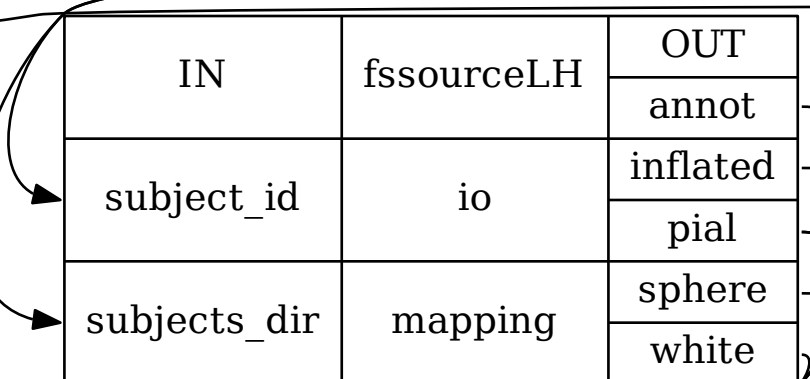 IN
fssourceLH
OUT
annot
subject_id
io
inflated
pial
subjects_dir
mapping
sphere
white